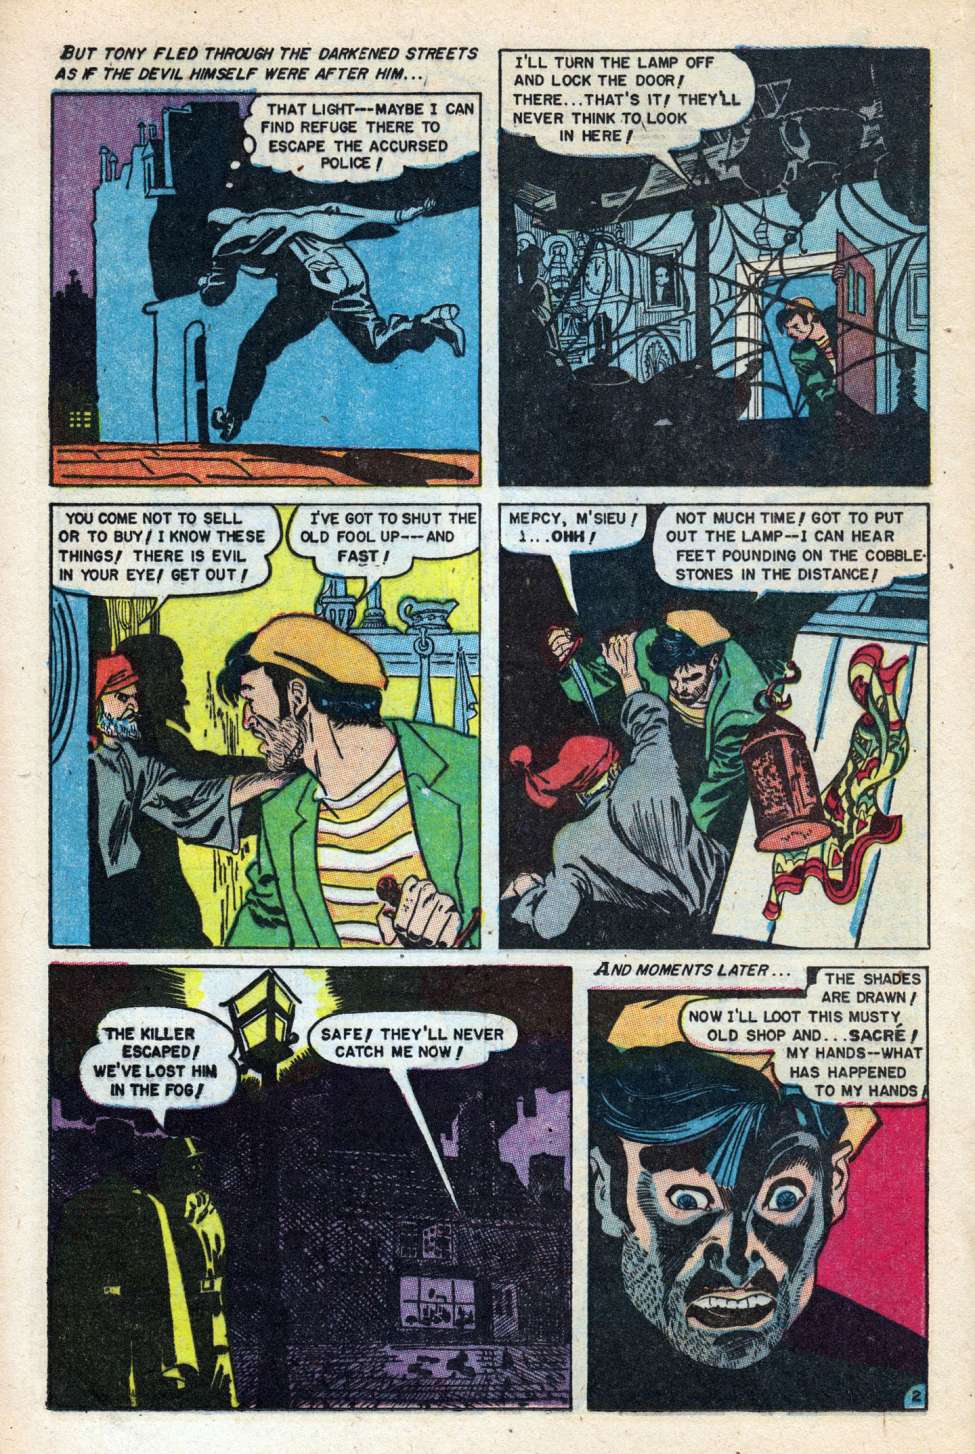 BUT TONY FLED THROUGH THE DARKENED STREETS
AS IF THE DEVIL HIMSELF WERE AFTER HIM...
THAT LIGHT---MAYBE I CAN
FIND REFUGE THERE TO
ESCAPE THE ACCURSED
POLICE!
I'LL TURN THE LAMP OFF
AND LOCK THE DOOR!
THERE...THAT'S IT! THEY'LL
NEVER THINK TO LOOK
IN HERE!
YOU COME NOT TO SELL
OR TO BUY! I KNOW THESE
THINGS! THERE IS EVIL
IN YOUR EYE! GET OUT!
I'VE GOT TO SHUT THE
OLD FOOL UP---AND
FAST!
MERCY, M'SIEU!
I...OHH!
NOT MUCH TIME! GOT TO PUT
OUT THE LAMP--I CAN HEAR
FEET POUNDING ON THE COBBLE-
STONES IN THE DISTANCE!
THE KILLER
ESCAPED!
WE'VE LOST HIM
IN THE FOG!
SAFE! THEY'LL NEVER
CATCH ME NOW!
AND MOMENTS LATER...
THE SHADES
ARE DRAWN!
NOW I'LL LOOT THIS MUSTY
OLD SHOP AND...SACRÉ!
MY HANDS--WHAT
HAS HAPPENED
TO MY HANDS!
2